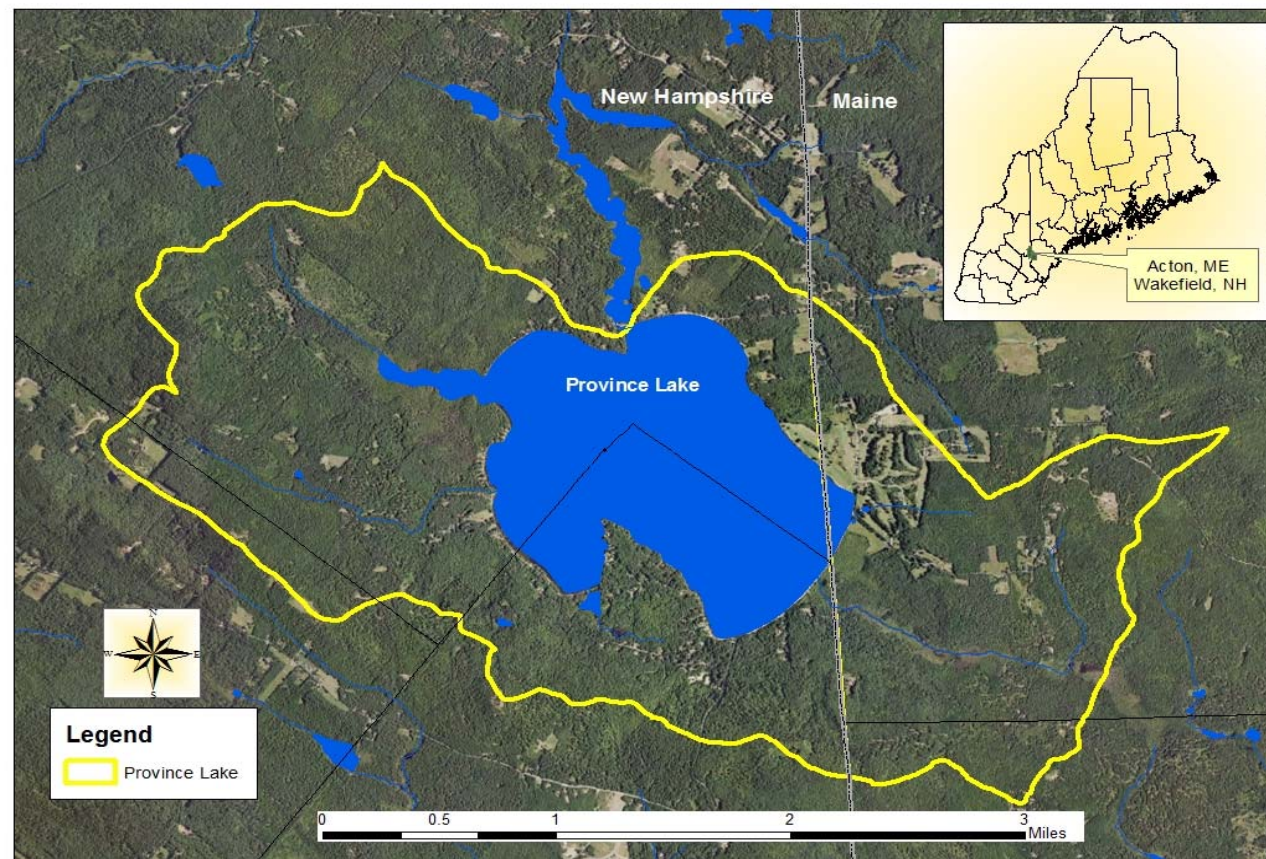 New Hampshire
Maine
Acton, ME
Wakefield, NH
Province Lake
N
W
E
S
Legend
Province Lake
0
0.5
1
2
3
Miles